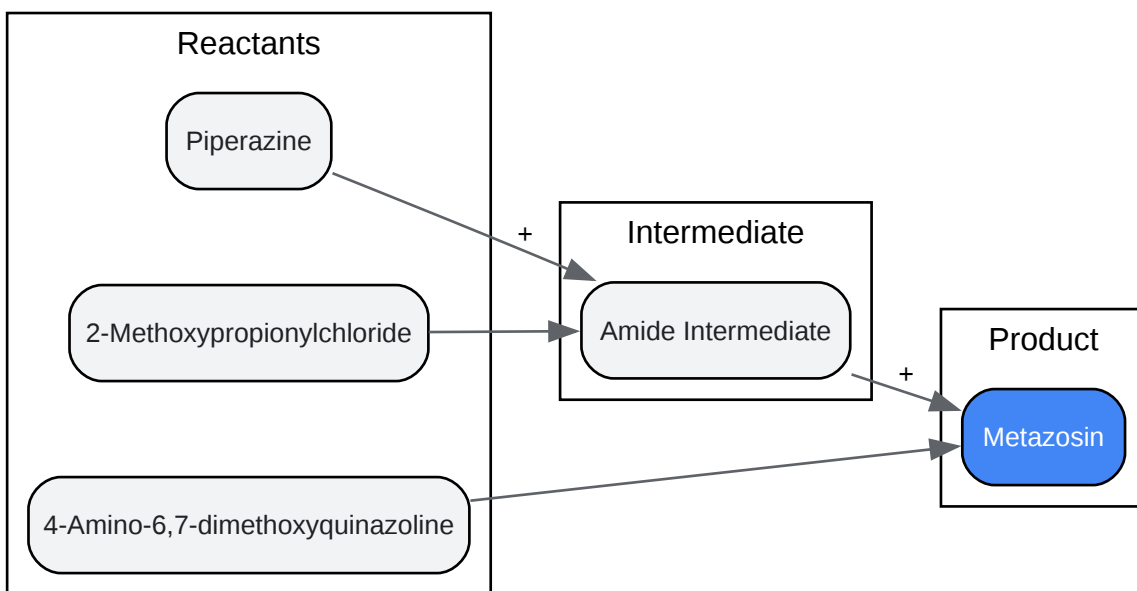 Reactants
Piperazine
+
Intermediate
2-Methoxypropionylchloride
Amide Intermediate
Product
+
Metazosin
4-Amino-6,7-dimethoxyquinazoline